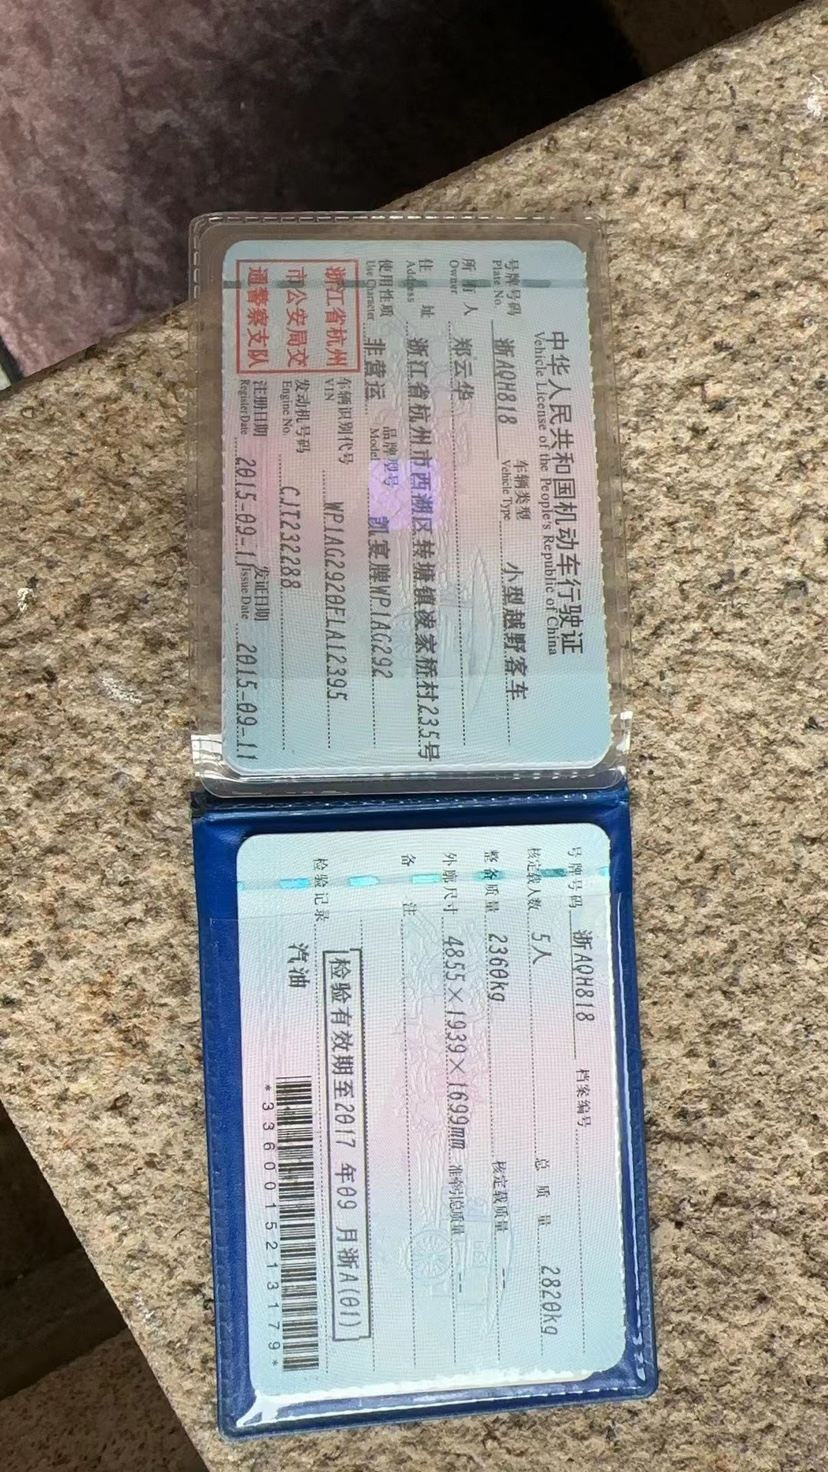 中华人民共和国机动车行驶证
Vehicle License of the People's Republic of China
号牌号码 浙AQH818 车辆类型 小型越野客车
Plate No. Vehicle Type
所有人 郑云华
Owner
住址 浙江省杭州市西湖区转塘镇凌家桥村235号
Address
使用性质 非营运 品牌型号 凯宴牌WP1AG292
Use Character Model
浙江省杭州
市公安局交
通警察支队
车辆识别代号 WP1AG2928FLA12395
VIN
发动机号码 CJT232288
Engine No.
注册日期 2015-09-11 发证日期 2015-09-11
Register Date Issue Date
号牌号码 浙AQH818 档案编号
核定载人数 5人 总质量 2820kg
整备质量 2360kg 核定载质量 --
外廓尺寸 4855×1939×1699mm 准牵引总质量 --
备注
检验有效期至2017年09月浙A(01)
检验记录
汽油
*3360015213179*